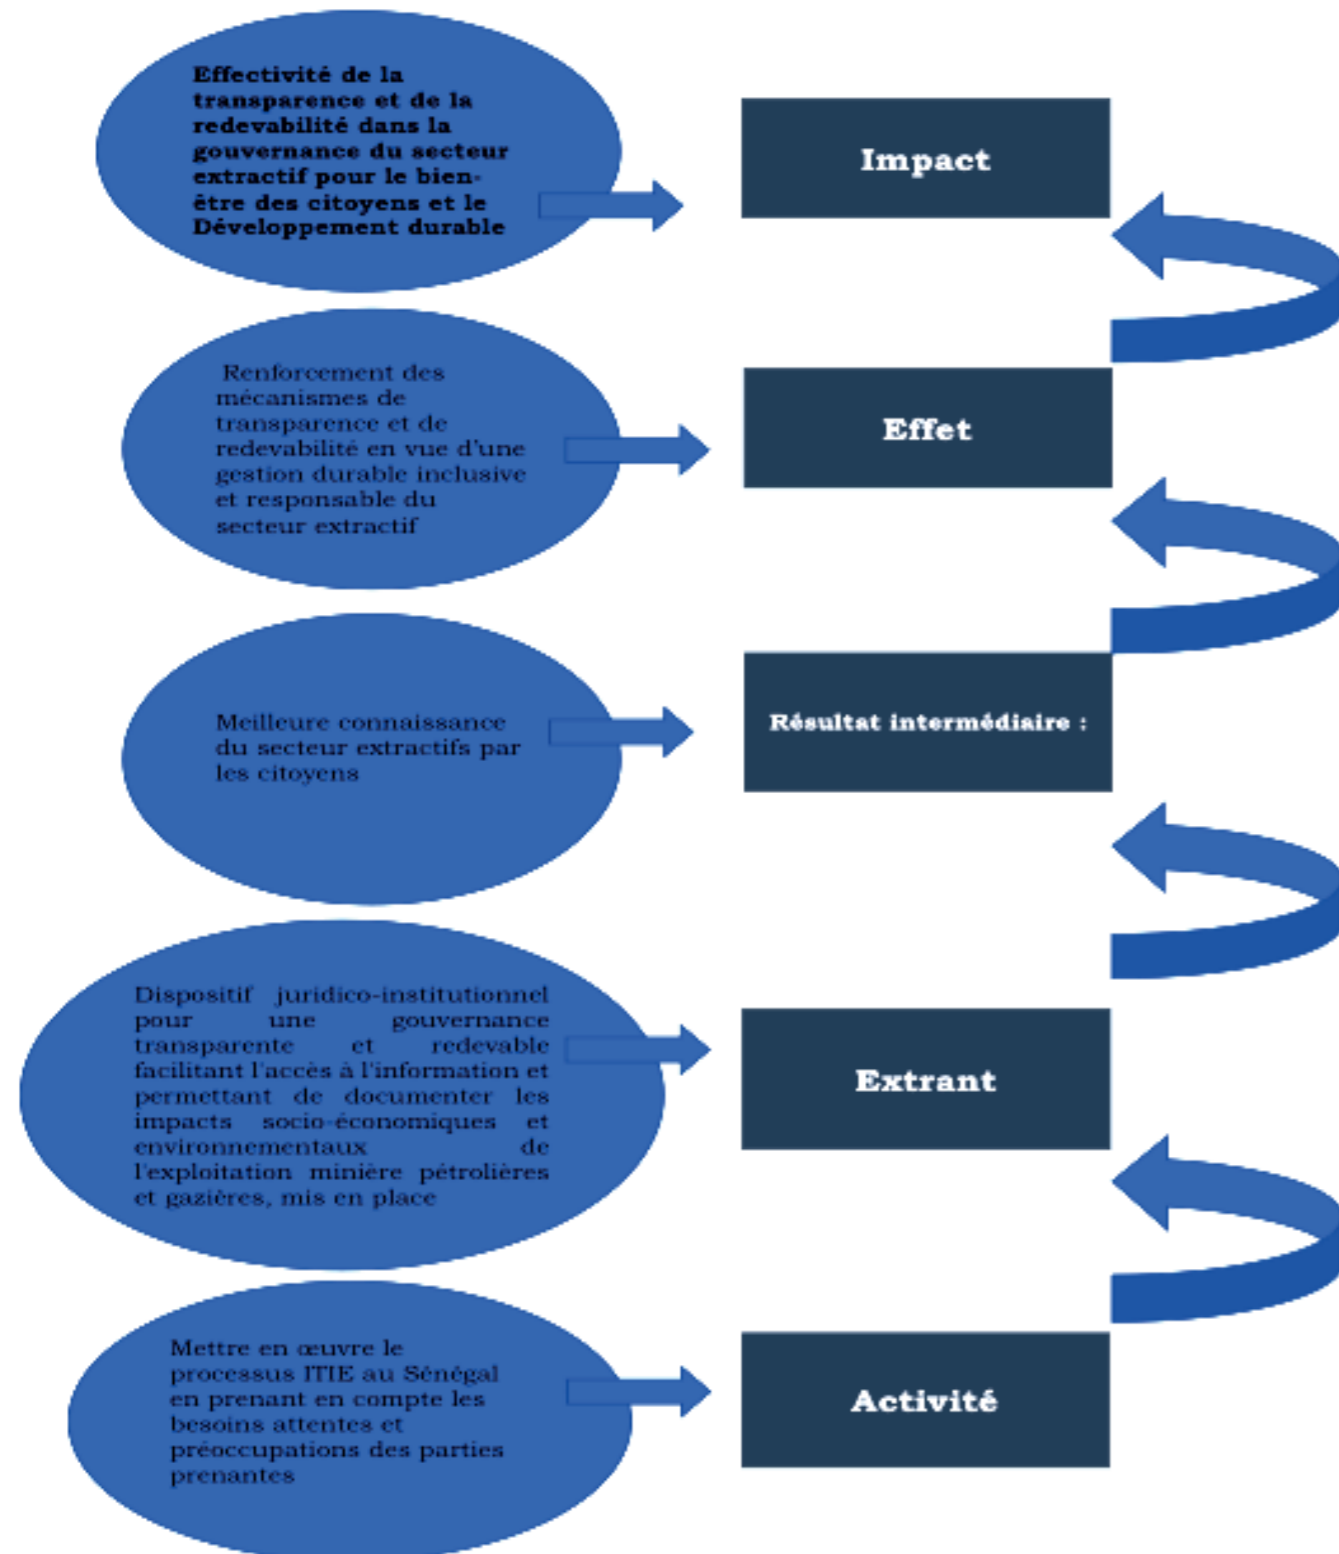 Effectivité de la
transparence et de la
redevabilité dans la
gouvernance du secteur
extractif pour le bien-
être des citoyens et le
Développement durable
Impact
Renforcement des
mécanismes de
transparence et de
redevabilité en vue d'une
gestion durable inclusive
et responsable du
secteur extractif
Effet
Meilleure connaissance
du secteur extractifs par
les citoyens
Résultat intermédiaire :
Dispositif juridico-institutionnel
pour une gouvernance
transparente et redevable
facilitant l'accès à l'information et
permettant de documenter les
impacts socio-économiques et
environnementaux de
l'exploitation minière pétrolières
et gazières, mis en place
Extrant
Mettre en œuvre le
processus ITIE au Sénégal
en prenant en compte les
besoins attentes et
préoccupations des parties
prenantes
Activité